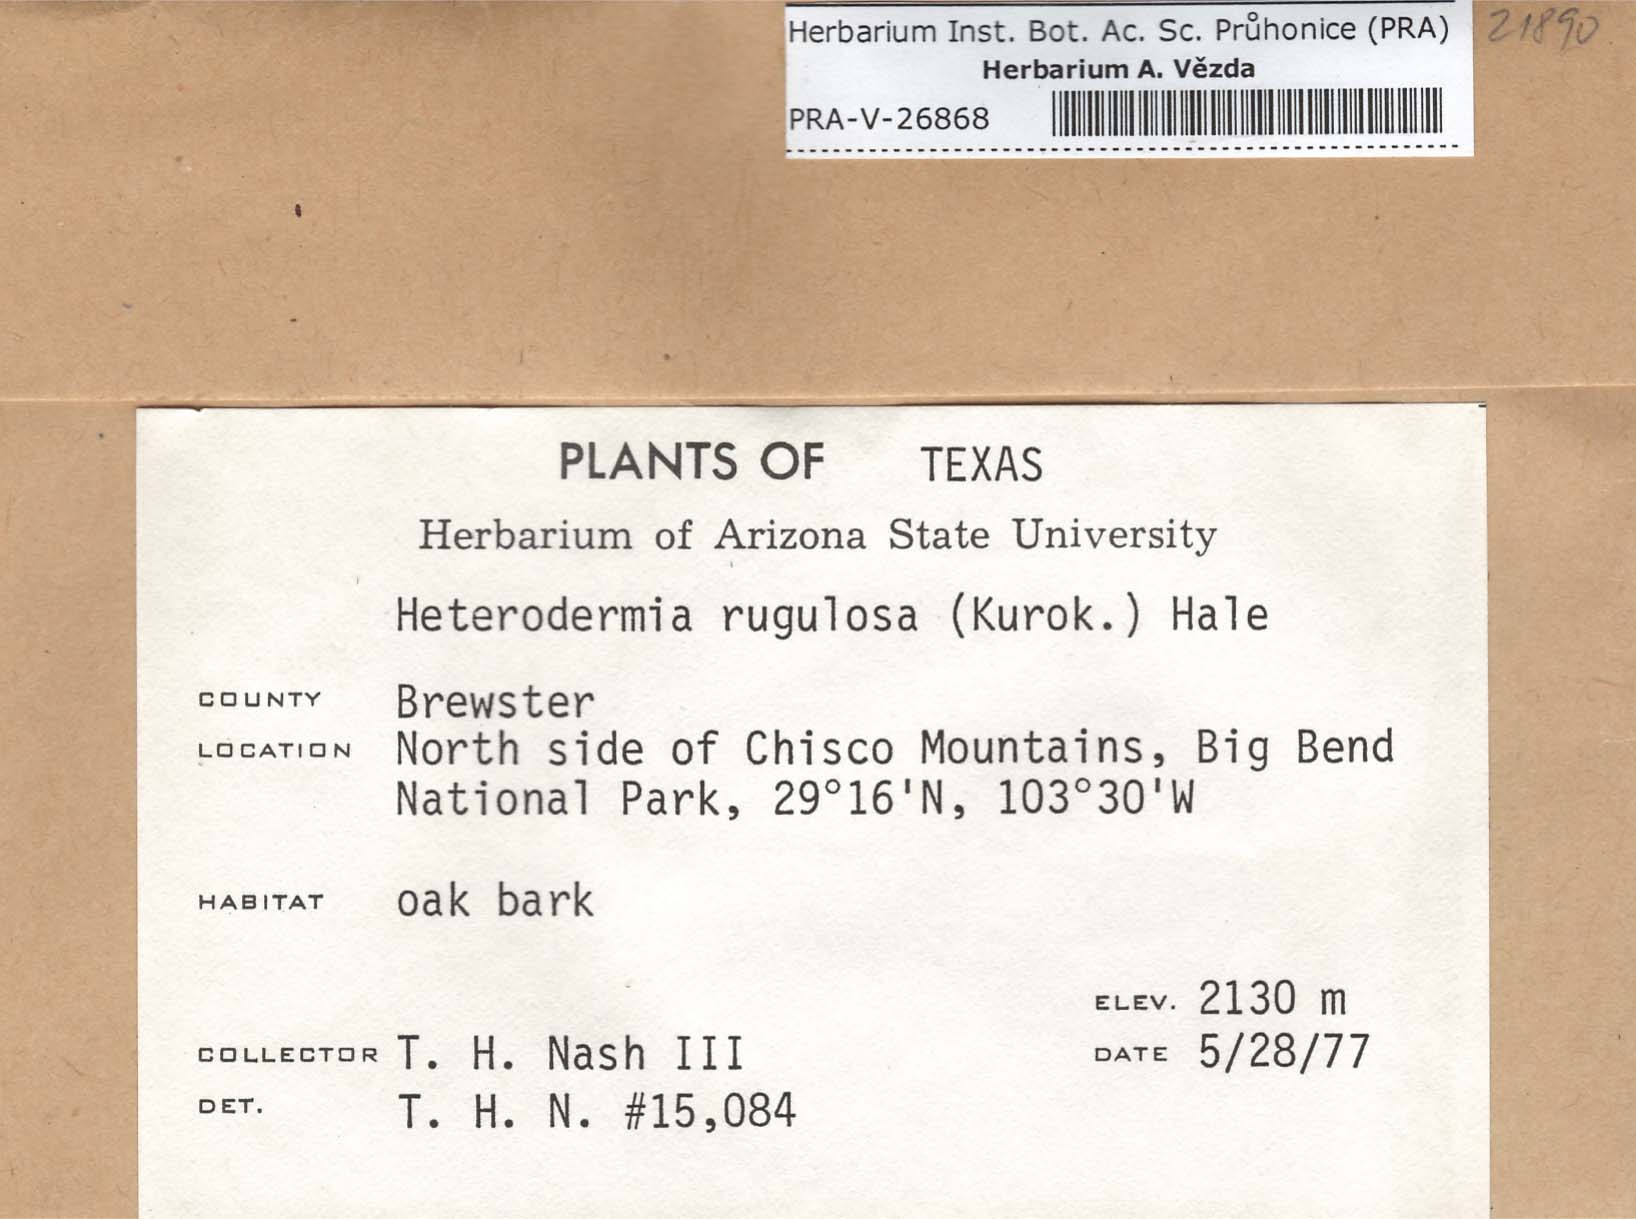 Herbarium Inst. Bot. Ac. Sc. Průhonice (PRA)
21890
Herbarium A. Vězda
PRA-V-26868
PLANTS OF TEXAS
Herbarium of Arizona State University
Heterodermia rugulosa (Kurok.) Hale
COUNTY Brewster
LOCATION North side of Chisco Mountains, Big Bend
National Park, 29°16'N, 103°30'W
HABITAT oak bark
ELEV. 2130 m
COLLECTOR T. H. Nash III DATE 5/28/77
DET. T. H. N. #15,084